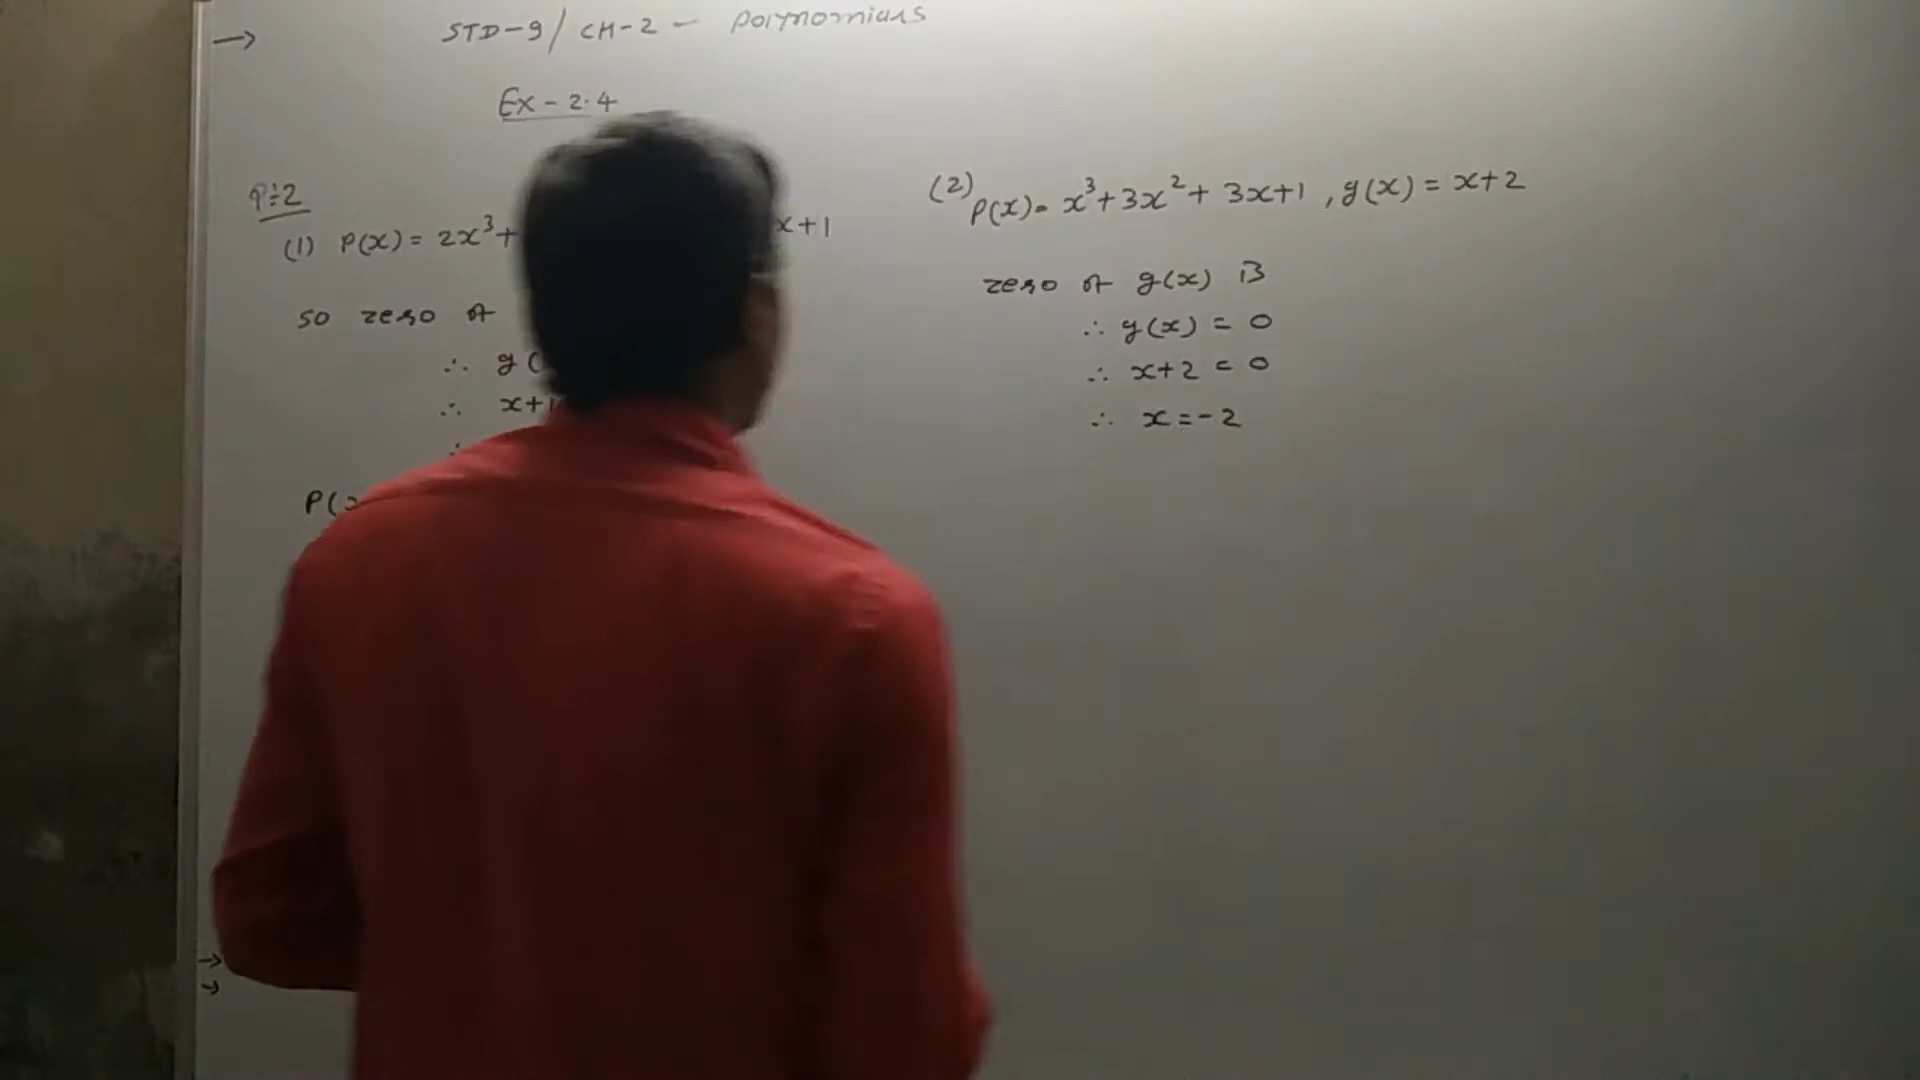 → STD-9/ CH-2 - Polynomials
Ex - 2.4
Q:2
(1) P(x) = 2x³+ x+1
so zero of
∴ g(
∴ x+1
∴
P(x
→
→
(2) P(x)= x³+3x²+ 3x+1 , g(x) = x+2
zero of g(x) is
∴ g(x) = 0
∴ x+2 = 0
∴ x=-2